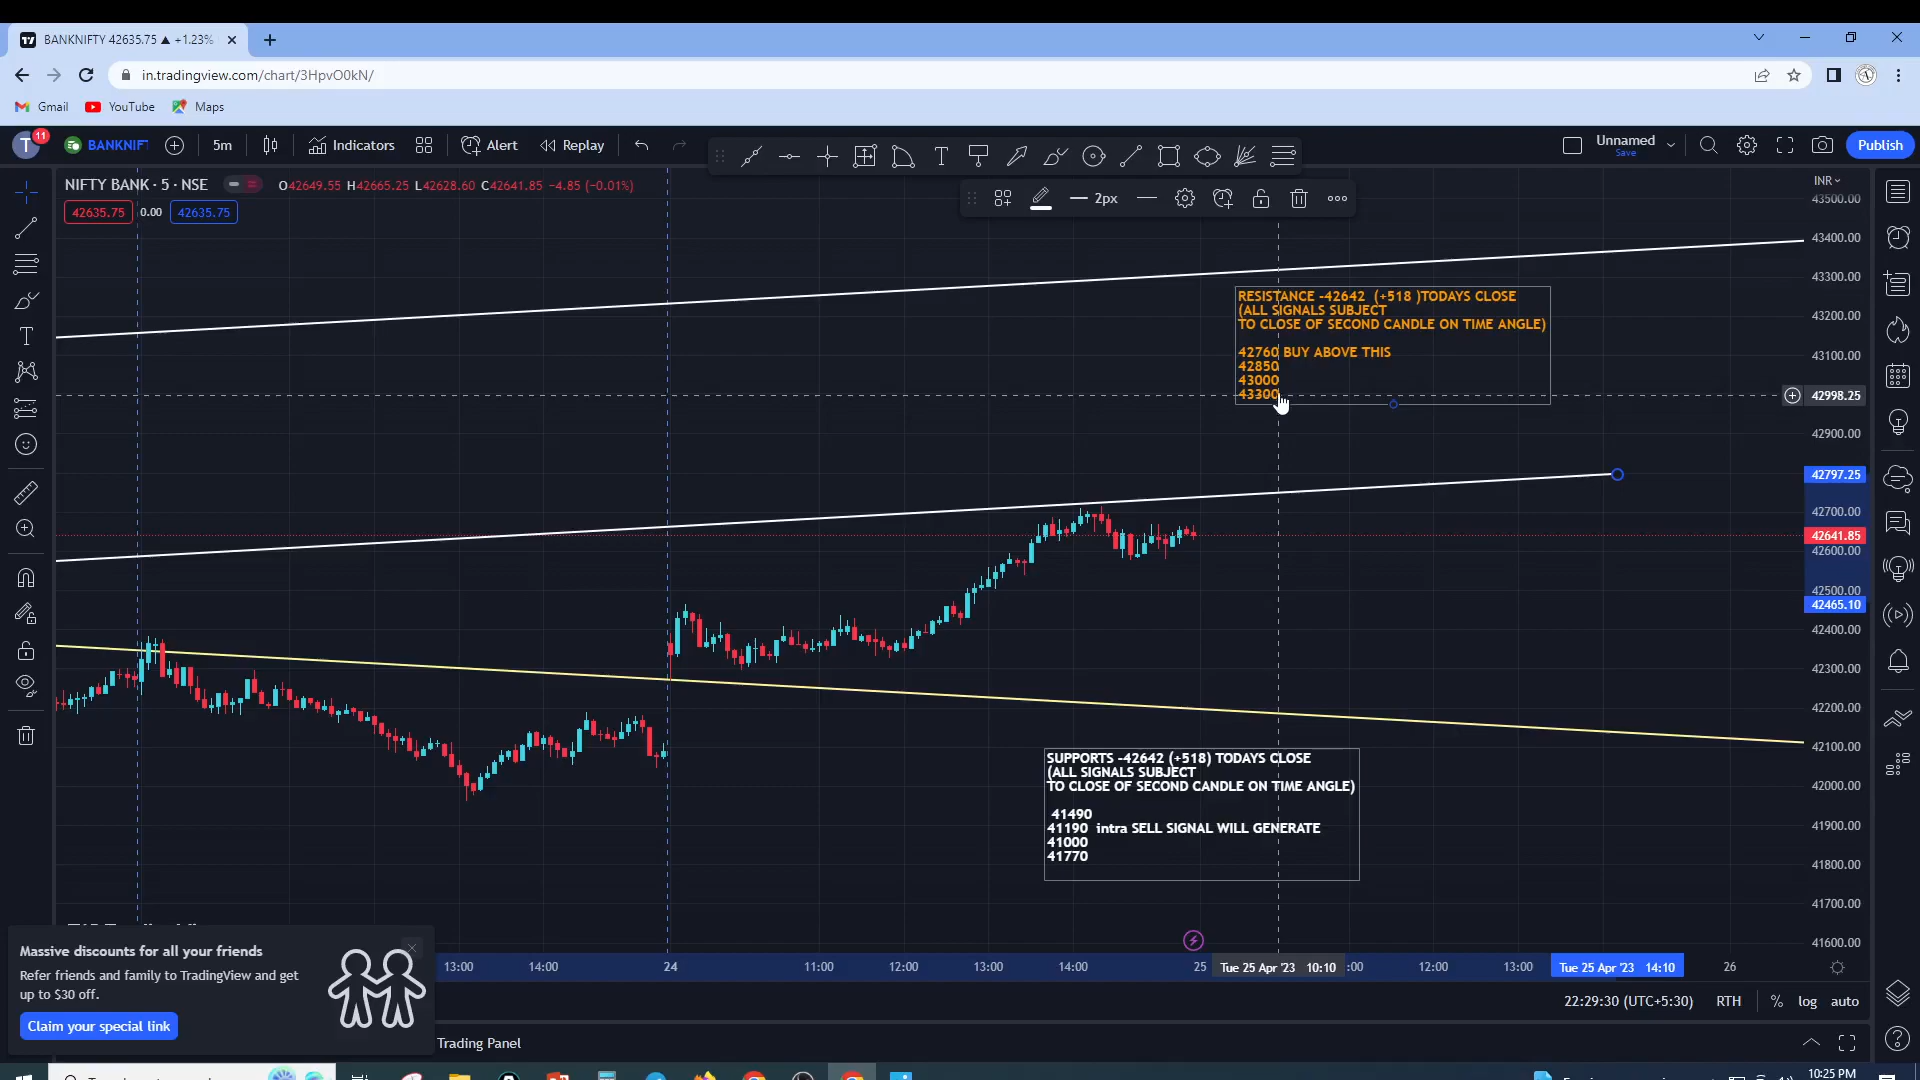 BANKNIFTY 42635.75 ▲ +1.23%
in.tradingview.com/chart/3HpvO0kN/
Gmail YouTube Maps
T 11 BANKNIF 5m Indicators Alert Replay Unnamed Save Publish
NIFTY BANK · 5 · NSE O42649.55 H42665.25 L42628.60 C42641.85 -4.85 (-0.01%)
42635.75 0.00 42635.75
2px
INR
43500.00
43400.00
43300.00
43200.00
43100.00
42998.25
42900.00
42797.25
42700.00
42641.85
42600.00
42500.00
42465.10
42400.00
42300.00
42200.00
42100.00
42000.00
41900.00
41800.00
41700.00
41600.00
RESISTANCE -42642 (+518 )TODAYS CLOSE
(ALL SIGNALS SUBJECT
TO CLOSE OF SECOND CANDLE ON TIME ANGLE)
42760 BUY ABOVE THIS
42850
43000
43300
SUPPORTS -42642 (+518) TODAYS CLOSE
(ALL SIGNALS SUBJECT
TO CLOSE OF SECOND CANDLE ON TIME ANGLE)
41490
41190 intra SELL SIGNAL WILL GENERATE
41000
41770
Massive discounts for all your friends
Refer friends and family to TradingView and get
up to $30 off.
Claim your special link
13:00 14:00 24 11:00 12:00 13:00 14:00 25 Tue 25 Apr '23 10:10 :00 12:00 13:00 Tue 25 Apr '23 14:10 26
22:29:30 (UTC+5:30) RTH % log auto
Trading Panel
10:25 PM